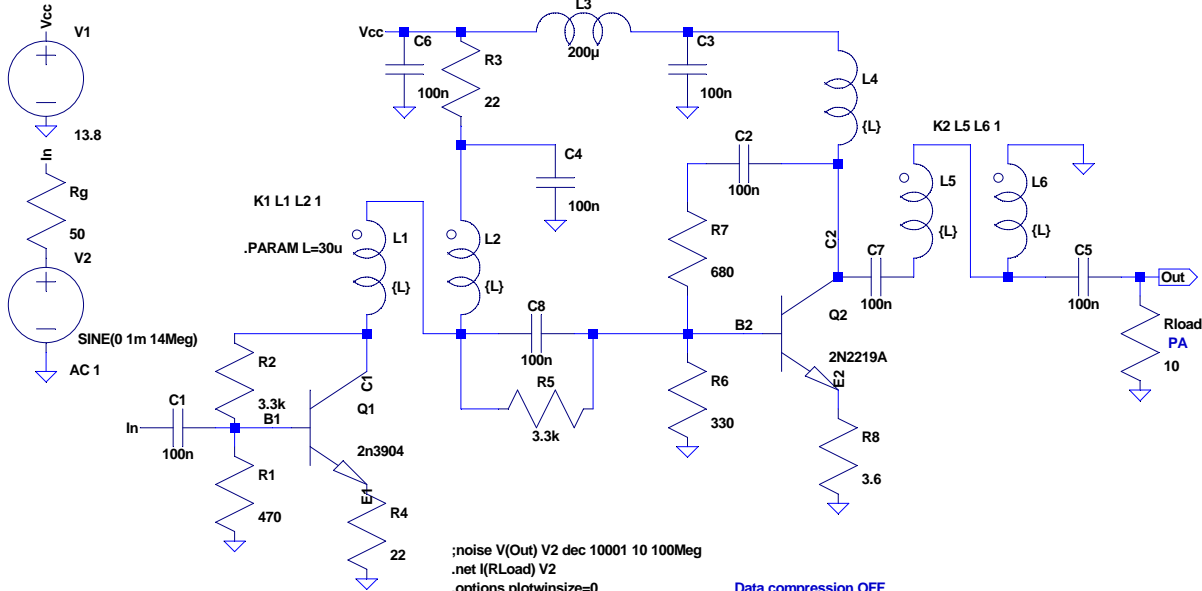 Vcc
V1
13.8
In
Rg
50
V2
SINE(0 1m 14Meg)
AC 1
K1 L1 L2 1
.PARAM L=30u
L1
{L}
L2
{L}
R2
3.3k
B1
In
C1
100n
R1
470
C1
Q1
2n3904
E1
R4
22
Vcc
C6
100n
R3
22
L3
200µ
C3
100n
L4
{L}
C4
100n
C2
100n
R7
680
C8
100n
R5
3.3k
B2
R6
330
C2
Q2
2N2219A
E2
R8
3.6
C7
100n
K2 L5 L6 1
L5
{L}
L6
{L}
C5
100n
Out
Rload
PA
10
;noise V(Out) V2 dec 10001 10 100Meg
.net I(RLoad) V2
.options plotwinsize=0
Data compression OFF